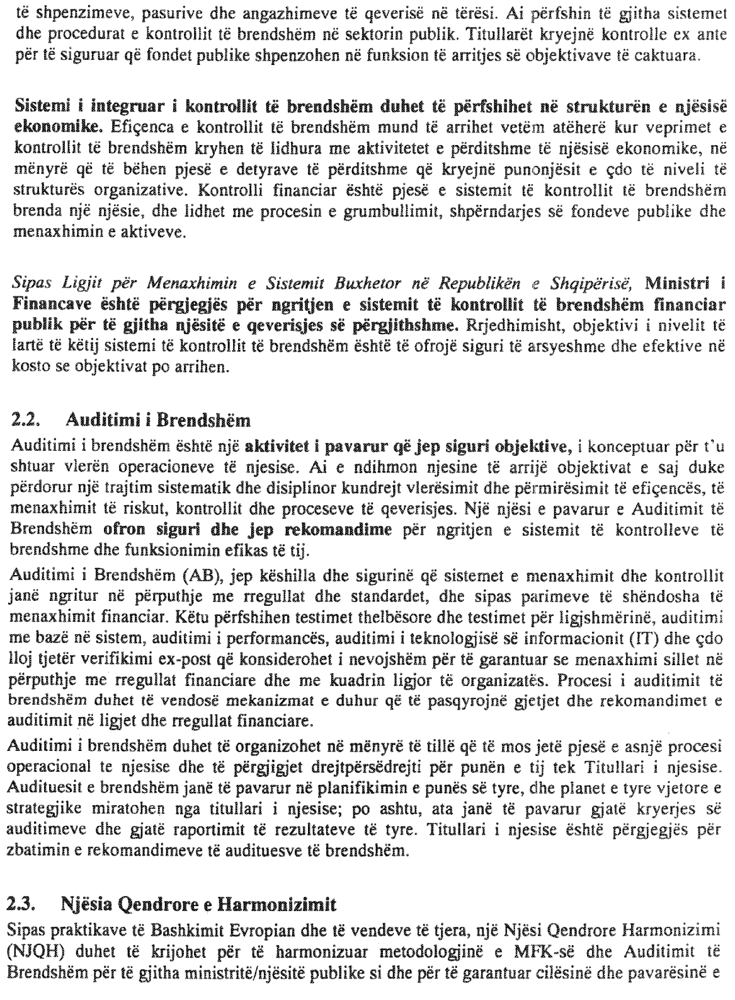 të shpenzimeve, pasurive dhe angazhimeve të qeverisë në tërësi. Ai përfshin të gjitha sistemet
dhe procedurat e kontrollit të brendshëm në sektorin publik. Titullarët kryejnë kontrolle ex ante
për të siguruar që fondet publike shpenzohen në funksion të arritjes së objektivave të caktuara.
Sistemi i integruar i kontrollit të brendshëm duhet të përfshihet në strukturën e njësisë
ekonomike. Efiçenca e kontrollit të brendshëm mund të arrihet vetëm atëherë kur veprimet e
kontrollit të brendshëm kryhen të lidhura me aktivitetet e përditshme të njësisë ekonomike, në
mënyrë që të bëhen pjesë e detyrave të përditshme që kryejnë punonjësit e çdo të niveli të
strukturës organizative. Kontrolli financiar është pjesë e sistemit të kontrollit të brendshëm
brenda një njësie, dhe lidhet me procesin e grumbullimit, shpërndarjes së fondeve publike dhe
menaxhimin e aktiveve.
Sipas Ligjit për Menaxhimin e Sistemit Buxhetor në Republikën e Shqipërisë, Ministri i
Financave është përgjegjës për ngritjen e sistemit të kontrollit të brendshëm financiar
publik për të gjitha njësitë e qeverisjes së përgjithshme. Rrjedhimisht, objektivi i nivelit të
lartë të këtij sistemi të kontrollit të brendshëm është të ofrojë siguri të arsyeshme dhe efektive në
kosto se objektivat po arrihen.
2.2. Auditimi i Brendshëm
Auditimi i brendshëm është një aktivitet i pavarur që jep siguri objektive, i konceptuar për t'u
shtuar vlerën operacioneve të njesise. Ai e ndihmon njesine të arrijë objektivat e saj duke
përdorur një trajtim sistematik dhe disiplinor kundrejt vlerësimit dhe përmirësimit të efiçencës, të
menaxhimit të riskut, kontrollit dhe proceseve të qeverisjes. Një njësi e pavarur e Auditimit të
Brendshëm ofron siguri dhe jep rekomandime për ngritjen e sistemit të kontrolleve të
brendshme dhe funksionimin efikas të tij.
Auditimi i Brendshëm (AB), jep këshilla dhe sigurinë që sistemet e menaxhimit dhe kontrollit
janë ngritur në përputhje me rregullat dhe standardet, dhe sipas parimeve të shëndosha të
menaxhimit financiar. Këtu përfshihen testimet thelbësore dhe testimet për ligjshmërinë, auditimi
me bazë në sistem, auditimi i performancës, auditimi i teknologjisë së informacionit (IT) dhe çdo
lloj tjetër verifikimi ex-post që konsiderohet i nevojshëm për të garantuar se menaxhimi sillet në
përputhje me rregullat financiare dhe me kuadrin ligjor të organizatës. Procesi i auditimit të
brendshëm duhet të vendosë mekanizmat e duhur që të pasqyrojnë gjetjet dhe rekomandimet e
auditimit në ligjet dhe rregullat financiare.
Auditimi i brendshëm duhet të organizohet në mënyrë të tillë që të mos jetë pjesë e asnjë procesi
operacional te njesise dhe të përgjigjet drejtpërsëdrejti për punën e tij tek Titullari i njesise.
Audituesit e brendshëm janë të pavarur në planifikimin e punës së tyre, dhe planet e tyre vjetore e
strategjike miratohen nga titullari i njesise; po ashtu, ata janë të pavarur gjatë kryerjes së
auditimeve dhe gjatë raportimit të rezultateve të tyre. Titullari i njesise është përgjegjës për
zbatimin e rekomandimeve të audituesve të brendshëm.
2.3. Njësia Qendrore e Harmonizimit
Sipas praktikave të Bashkimit Evropian dhe të vendeve të tjera, një Njësi Qendrore Harmonizimi
(NJQH) duhet të krijohet për të harmonizuar metodologjinë e MFK-së dhe Auditimit të
Brendshëm për të gjitha ministritë/njësitë publike si dhe për të garantuar cilësinë dhe pavarësinë e